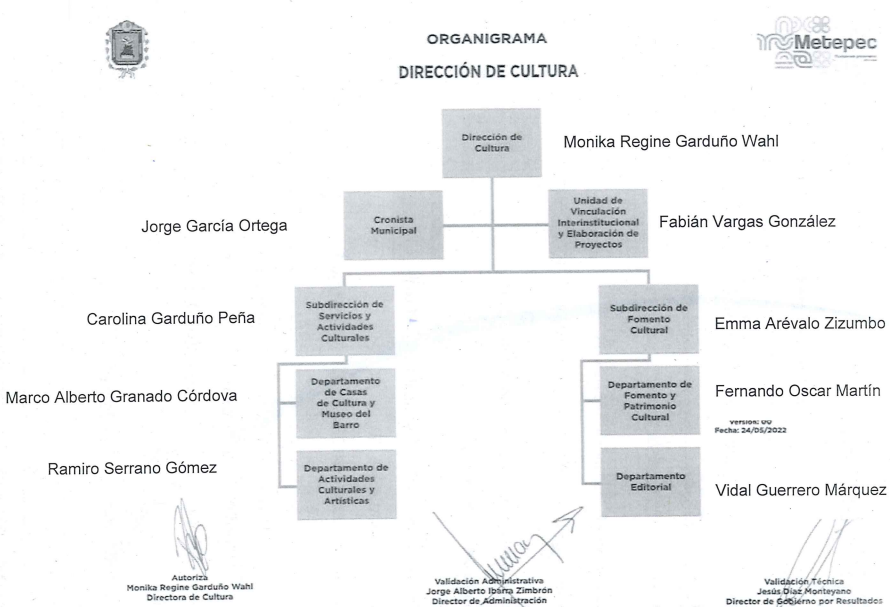 ORGANIGRAMA
Metepec
DIRECCIÓN DE CULTURA
Dirección de
Cultura
Monika Regine Garduño Wahl
Jorge García Ortega
Cronista
Municipal
Unidad de
Vinculación
Interinstitucional
y Elaboración de
Proyectos
Fabián Vargas González
Carolina Garduño Peña
Subdirección de
Servicios y
Actividades
Culturales
Subdirección de
Fomento
Cultural
Emma Arévalo Zizumbo
Marco Alberto Granado Córdova
Departamento
de Casas
de Cultura y
Museo del
Barro
Departamento de
Fomento y
Patrimonio
Cultural
Fernando Oscar Martín
Versión: 00
Fecha: 24/05/2022
Ramiro Serrano Gómez
Departamento de
Actividades
Culturales y
Artísticas
Departamento
Editorial
Vidal Guerrero Márquez
Autoriza
Monika Regine Garduño Wahl
Directora de Cultura
Validación Administrativa
Jorge Alberto Ibarra Zimbrón
Director de Administración
Validación Técnica
Jesús Díaz Monteyano
Director de Gobierno por Resultados